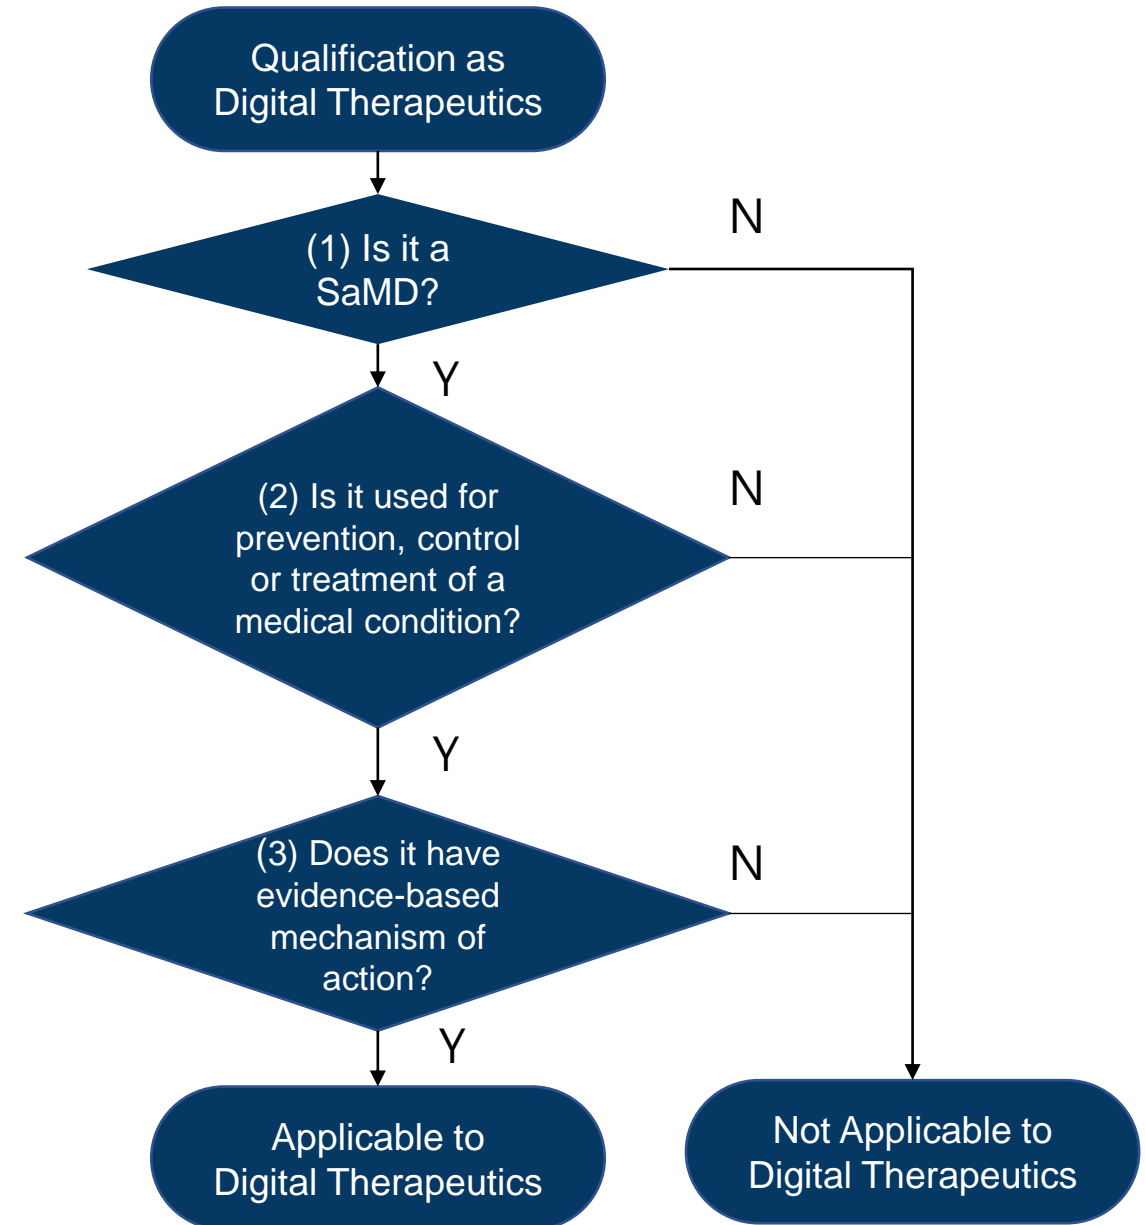 Qualification as
Digital Therapeutics
(1) Is it a
SaMD?
N
Y
(2) Is it used for
prevention, control
or treatment of a
medical condition?
N
Y
(3) Does it have
evidence-based
mechanism of
action?
N
Y
Applicable to
Digital Therapeutics
Not Applicable to
Digital Therapeutics